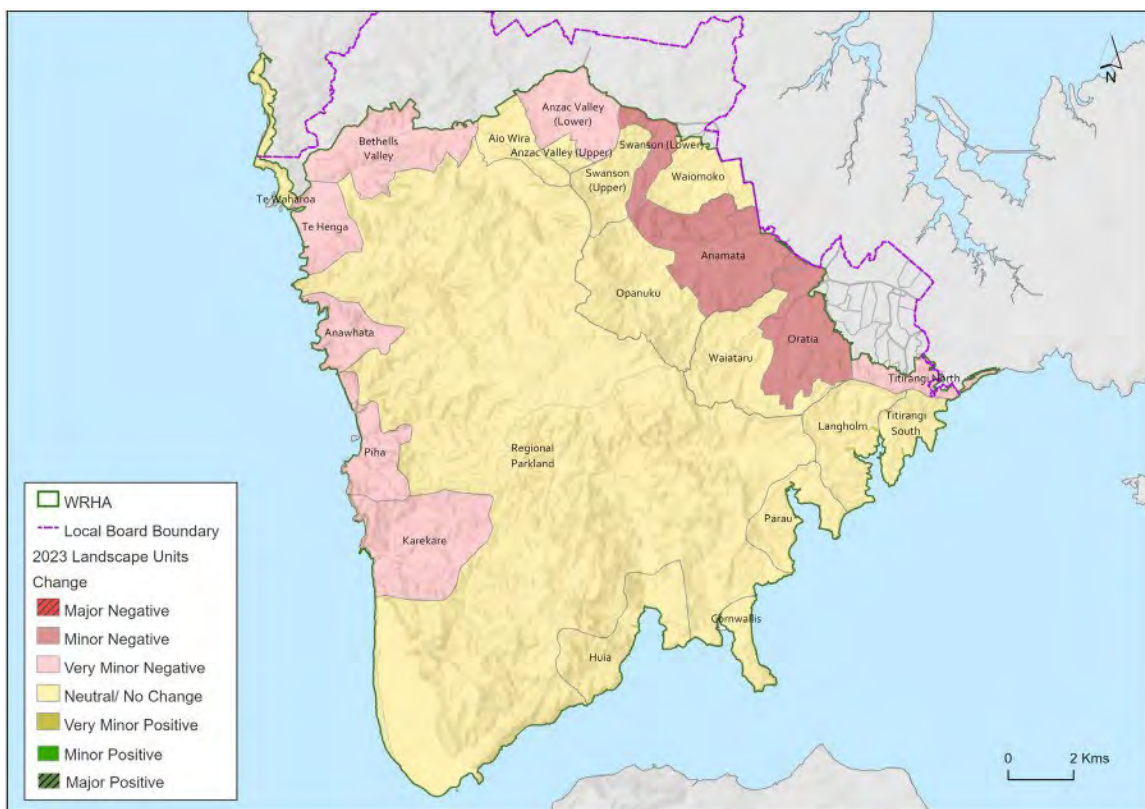 N
Anzac Valley
(Lower)
Bethells
Valley
Aio Wira
Anzac Valley (Upper)
Swanson (Lower)
Swanson
(Upper)
Waiomoko
Te Waharoa
Te Henga
Anamata
Opanuku
Anawhata
Oratia
Waiataru
Titirangi North
Titirangi
South
Langholm
Piha
Regional
Parkland
Parau
Karekare
Cornwallis
Huia
WRHA
Local Board Boundary
2023 Landscape Units
Change
Major Negative
Minor Negative
Very Minor Negative
Neutral/ No Change
Very Minor Positive
Minor Positive
Major Positive
0 2 Kms